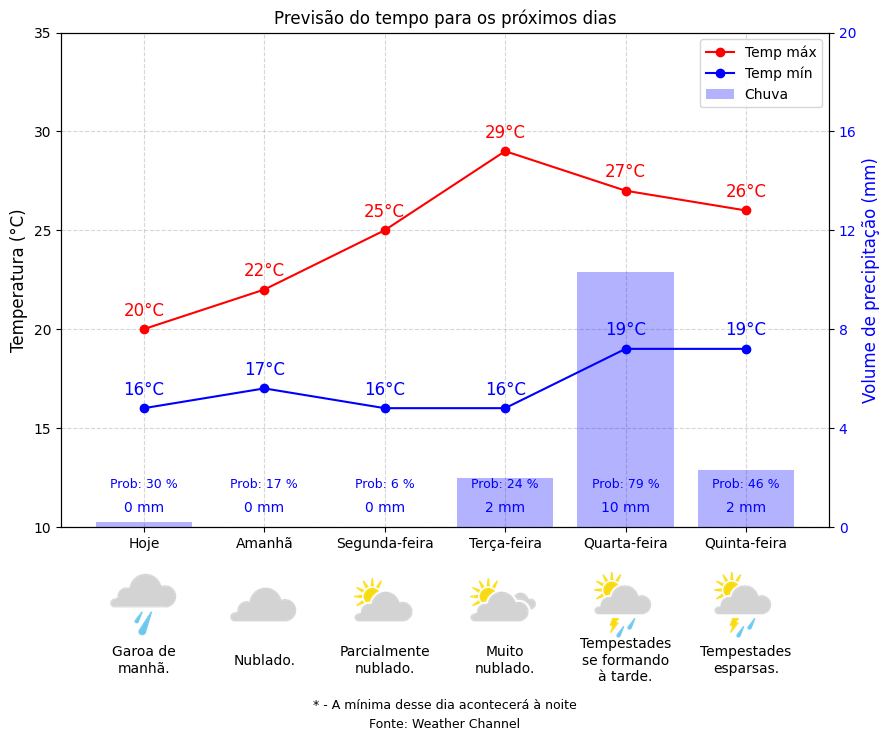 Previsão do tempo para os próximos dias
Temp máx
Temp mín
Chuva
Temperatura (°C)
Volume de precipitação (mm)
35
30
25
20
15
10
20
16
12
8
4
0
20°C
22°C
25°C
29°C
27°C
26°C
16°C
17°C
16°C
16°C
19°C
19°C
Prob: 30 %
Prob: 17 %
Prob: 6 %
Prob: 24 %
Prob: 79 %
Prob: 46 %
0 mm
0 mm
0 mm
2 mm
10 mm
2 mm
Hoje
Amanhã
Segunda-feira
Terça-feira
Quarta-feira
Quinta-feira
Garoa de
manhã.
Nublado.
Parcialmente
nublado.
Muito
nublado.
Tempestades
se formando
à tarde.
Tempestades
esparsas.
* - A mínima desse dia acontecerá à noite
Fonte: Weather Channel